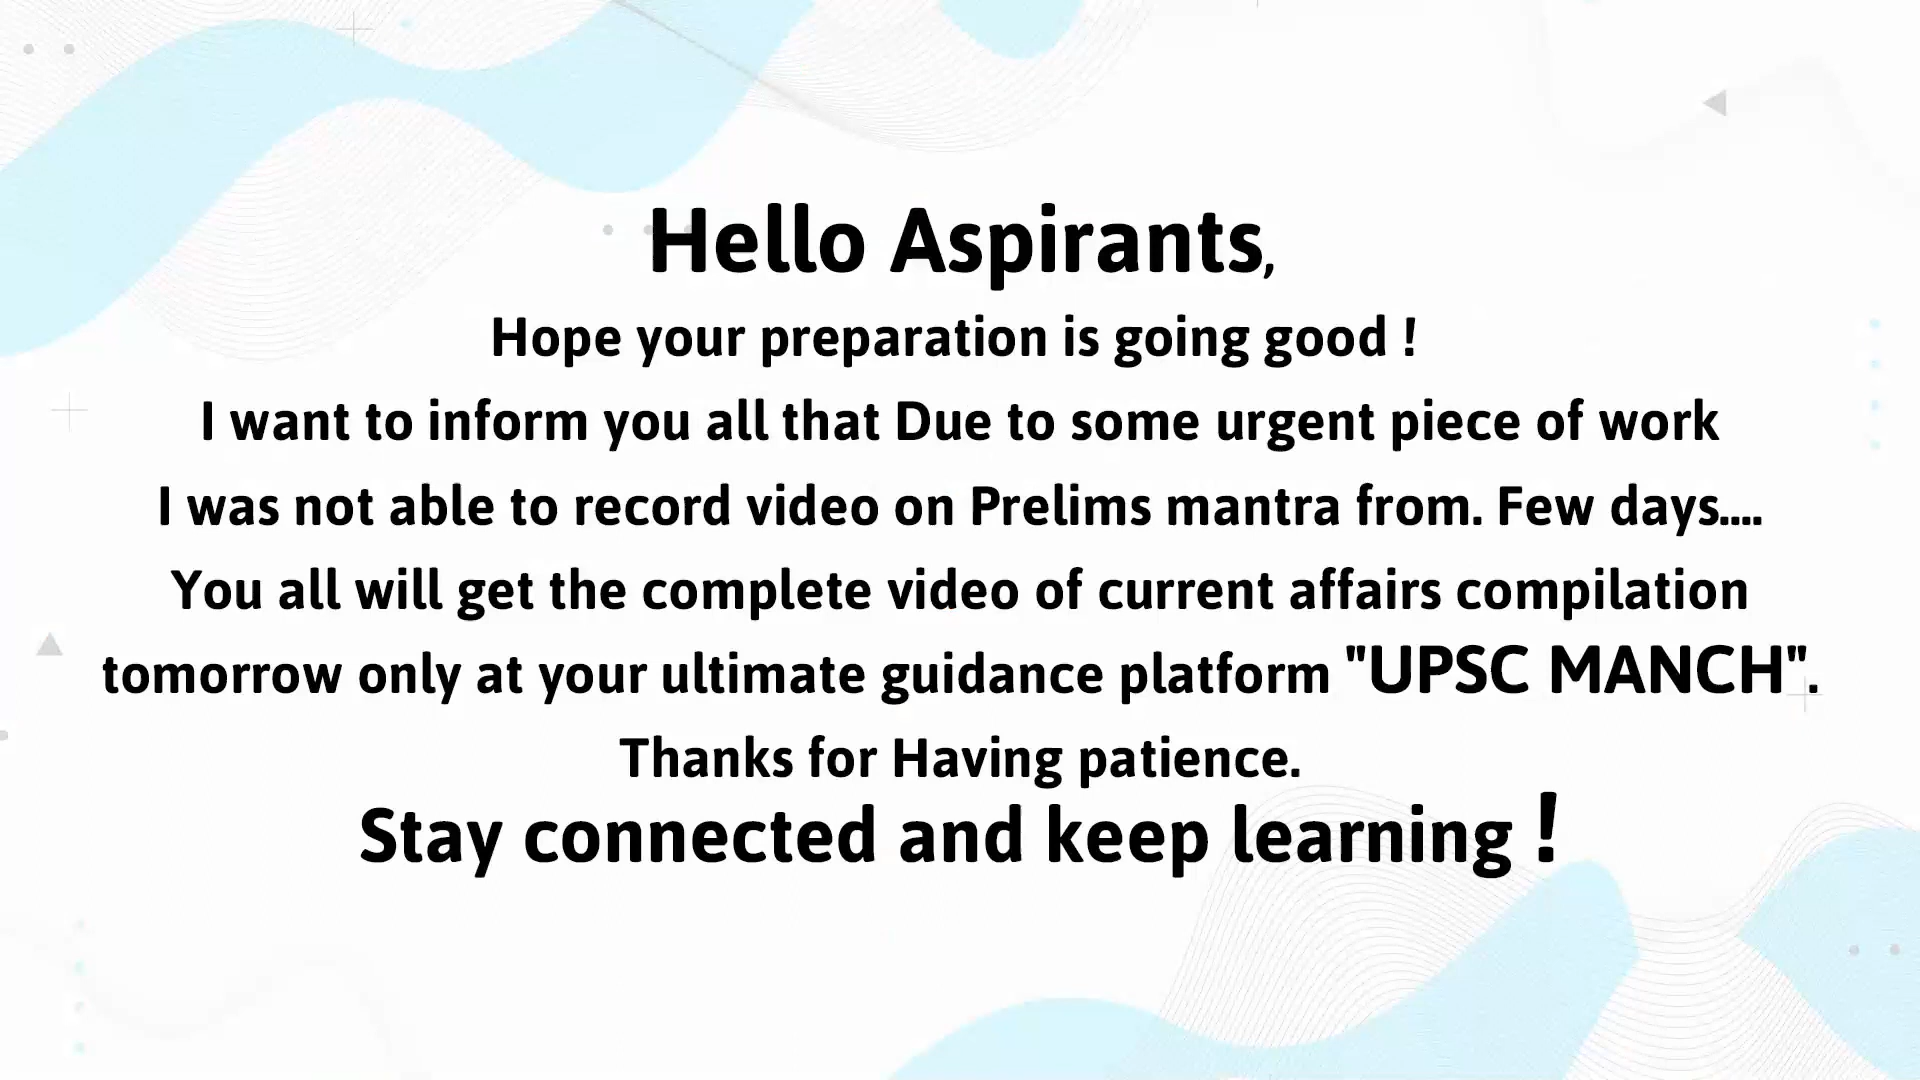 Hello Aspirants,
Hope your preparation is going good !
I want to inform you all that Due to some urgent piece of work
I was not able to record video on Prelims mantra from. Few days....
You all will get the complete video of current affairs compilation
tomorrow only at your ultimate guidance platform "UPSC MANCH".
Thanks for Having patience.
Stay connected and keep learning !